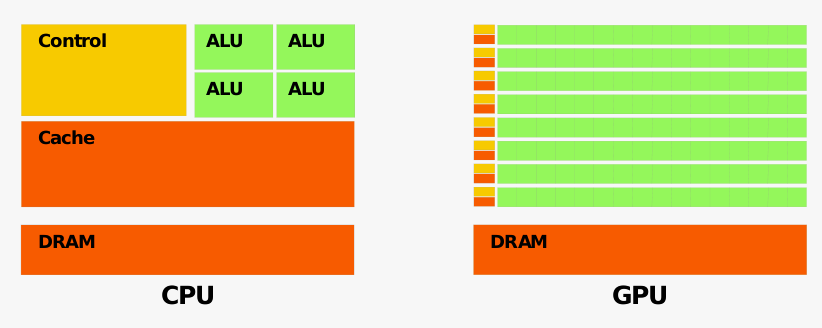 Control
ALU
ALU
ALU
ALU
Cache
DRAM
CPU
DRAM
GPU